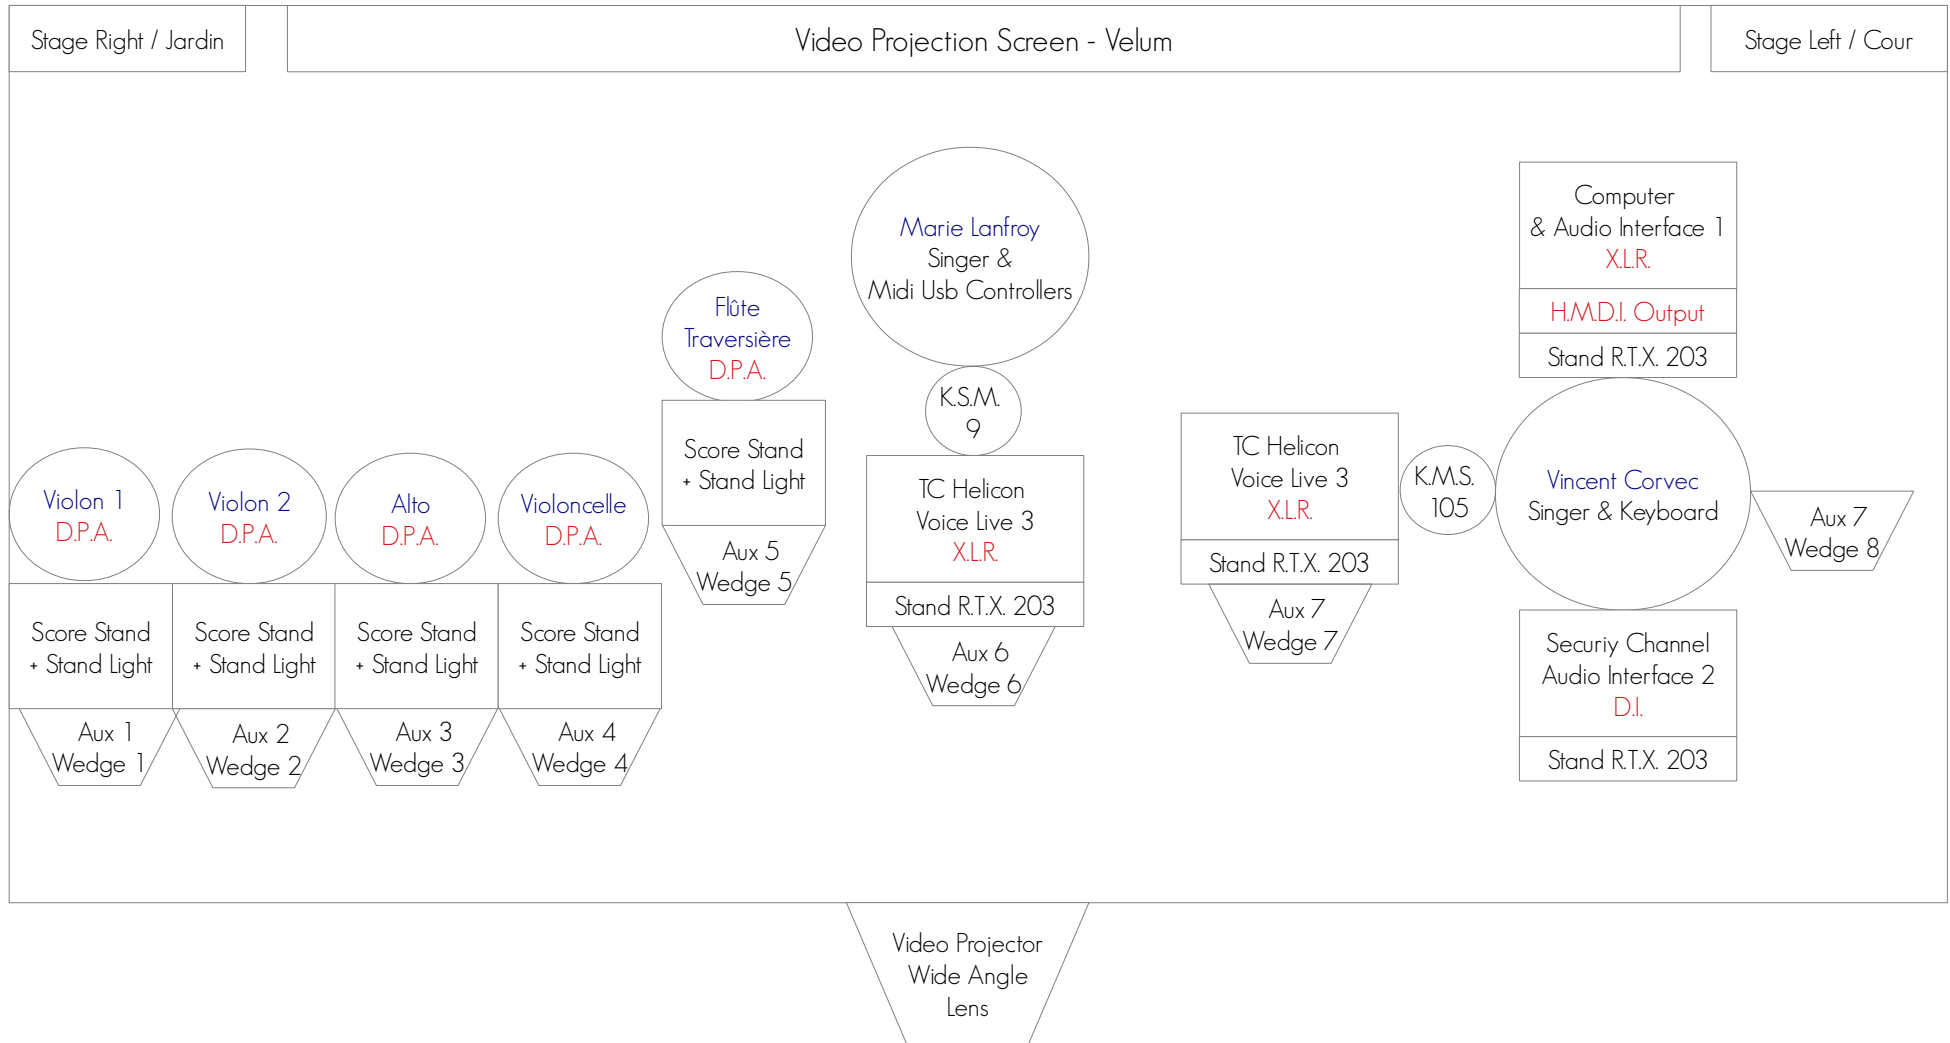 Stage Right / Jardin
Video Projection Screen - Velum
Stage Left / Cour
Violon 1
D.P.A.
Score Stand
+ Stand Light
Aux 1
Wedge 1
Violon 2
D.P.A.
Score Stand
+ Stand Light
Aux 2
Wedge 2
Alto
D.P.A.
Score Stand
+ Stand Light
Aux 3
Wedge 3
Violoncelle
D.P.A.
Score Stand
+ Stand Light
Aux 4
Wedge 4
Flûte
Traversière
D.P.A.
Score Stand
+ Stand Light
Aux 5
Wedge 5
Marie Lanfroy
Singer &
Midi Usb Controllers
K.S.M.
9
TC Helicon
Voice Live 3
X.L.R.
Stand R.T.X. 203
Aux 6
Wedge 6
TC Helicon
Voice Live 3
X.L.R.
Stand R.T.X. 203
Aux 7
Wedge 7
K.M.S.
105
Computer
& Audio Interface 1
X.L.R.
H.M.D.I. Output
Stand R.T.X. 203
Vincent Corvec
Singer & Keyboard
Aux 7
Wedge 8
Securiy Channel
Audio Interface 2
D.I.
Stand R.T.X. 203
Video Projector
Wide Angle
Lens